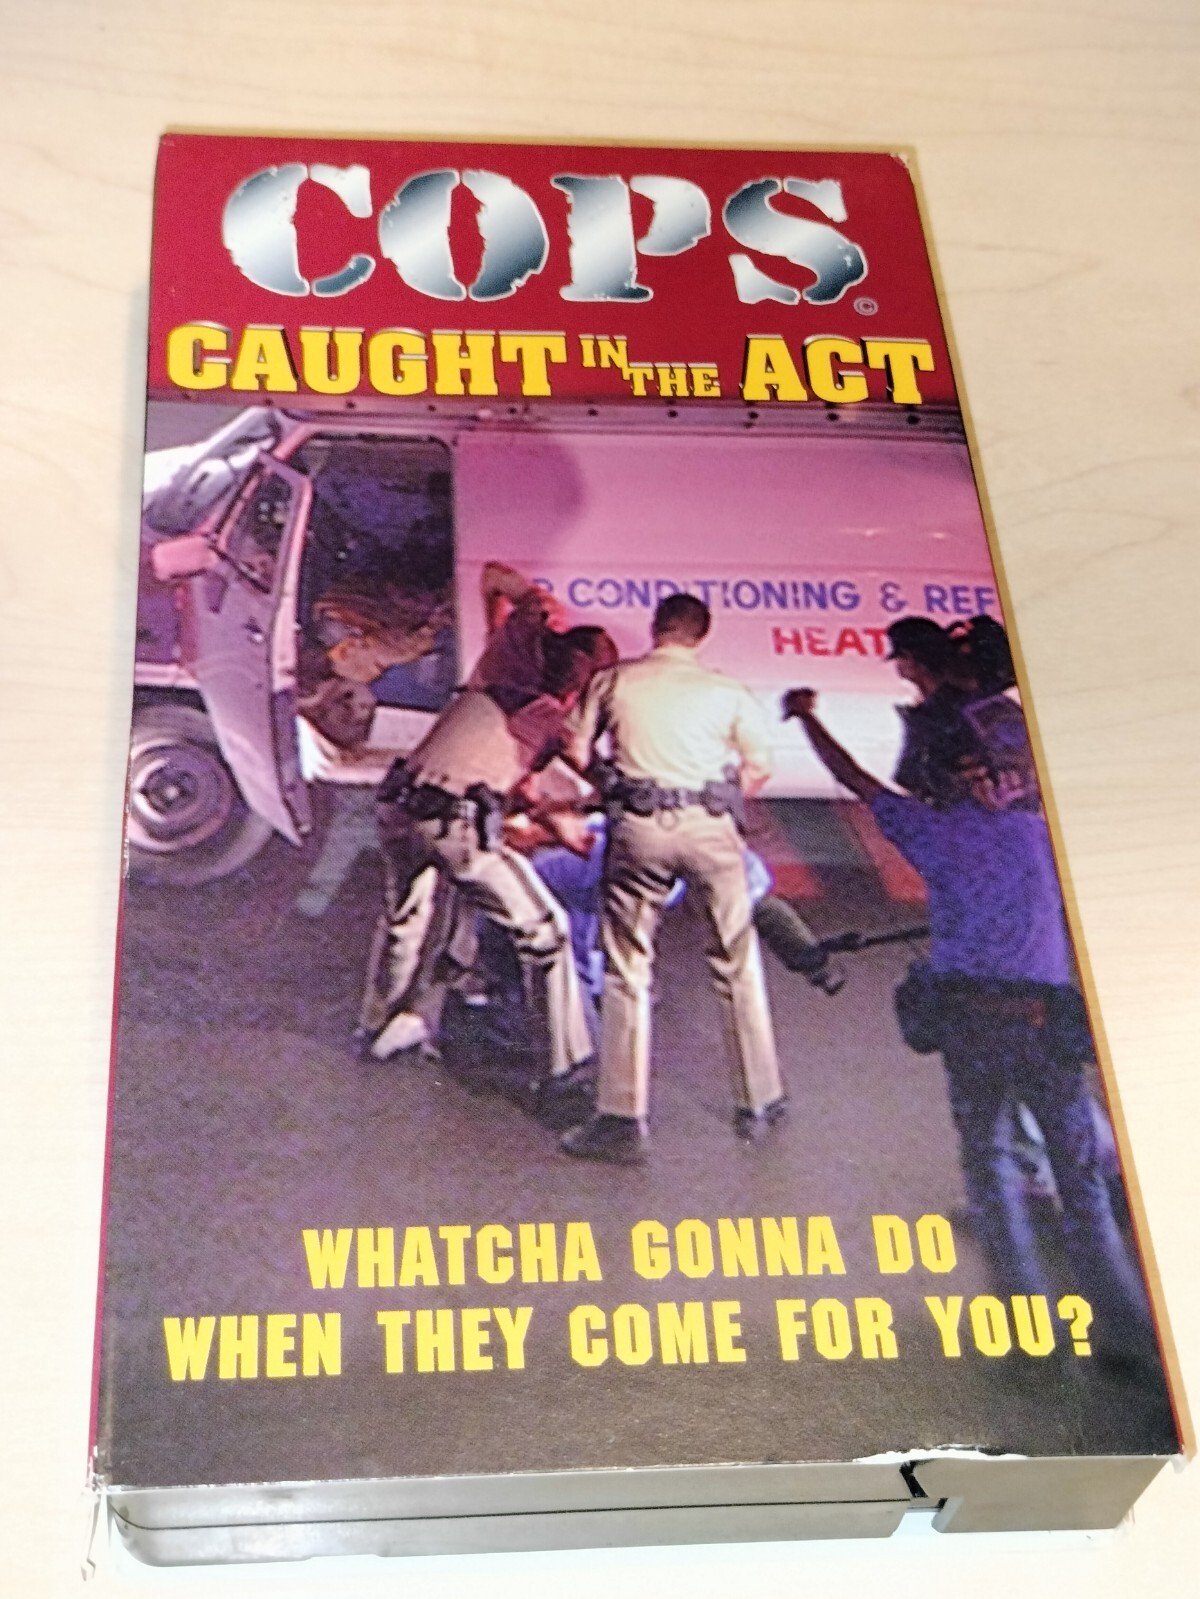 COPS
©
CAUGHT IN THE ACT
CONDITIONING & REF
HEAT
WHATCHA GONNA DO
WHEN THEY COME FOR YOU?